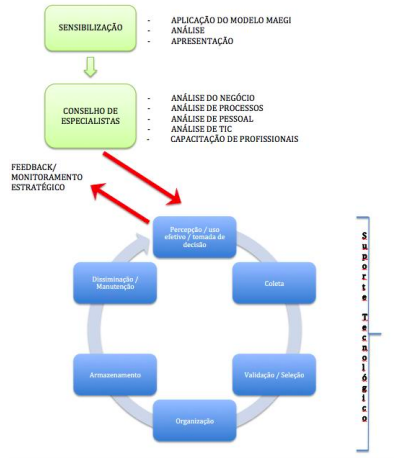 SENSIBILIZAÇÃO
- APLICAÇÃO DO MODELO MAEGI
- ANÁLISE
- APRESENTAÇÃO
CONSELHO DE
ESPECIALISTAS
- ANÁLISE DO NEGÓCIO
- ANÁLISE DE PROCESSOS
- ANÁLISE DE PESSOAL
- ANÁLISE DE TIC
- CAPACITAÇÃO DE PROFISSIONAIS
FEEDBACK/
MONITORAMENTO
ESTRATÉGICO
Percepção / uso
efetivo / tomada de
decisão
Coleta
Validação / Seleção
Organização
Armazenamento
Disseminação /
Manutenção
Suporte Tecnológico